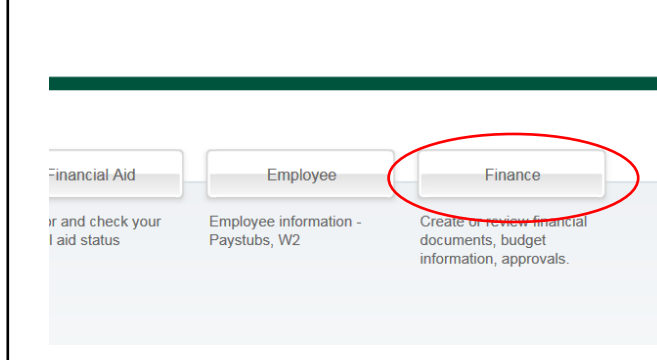 Financial Aid
Employee
Finance
or and check your
l aid status
Employee information -
Paystubs, W2
Create or review financial
documents, budget
information, approvals.